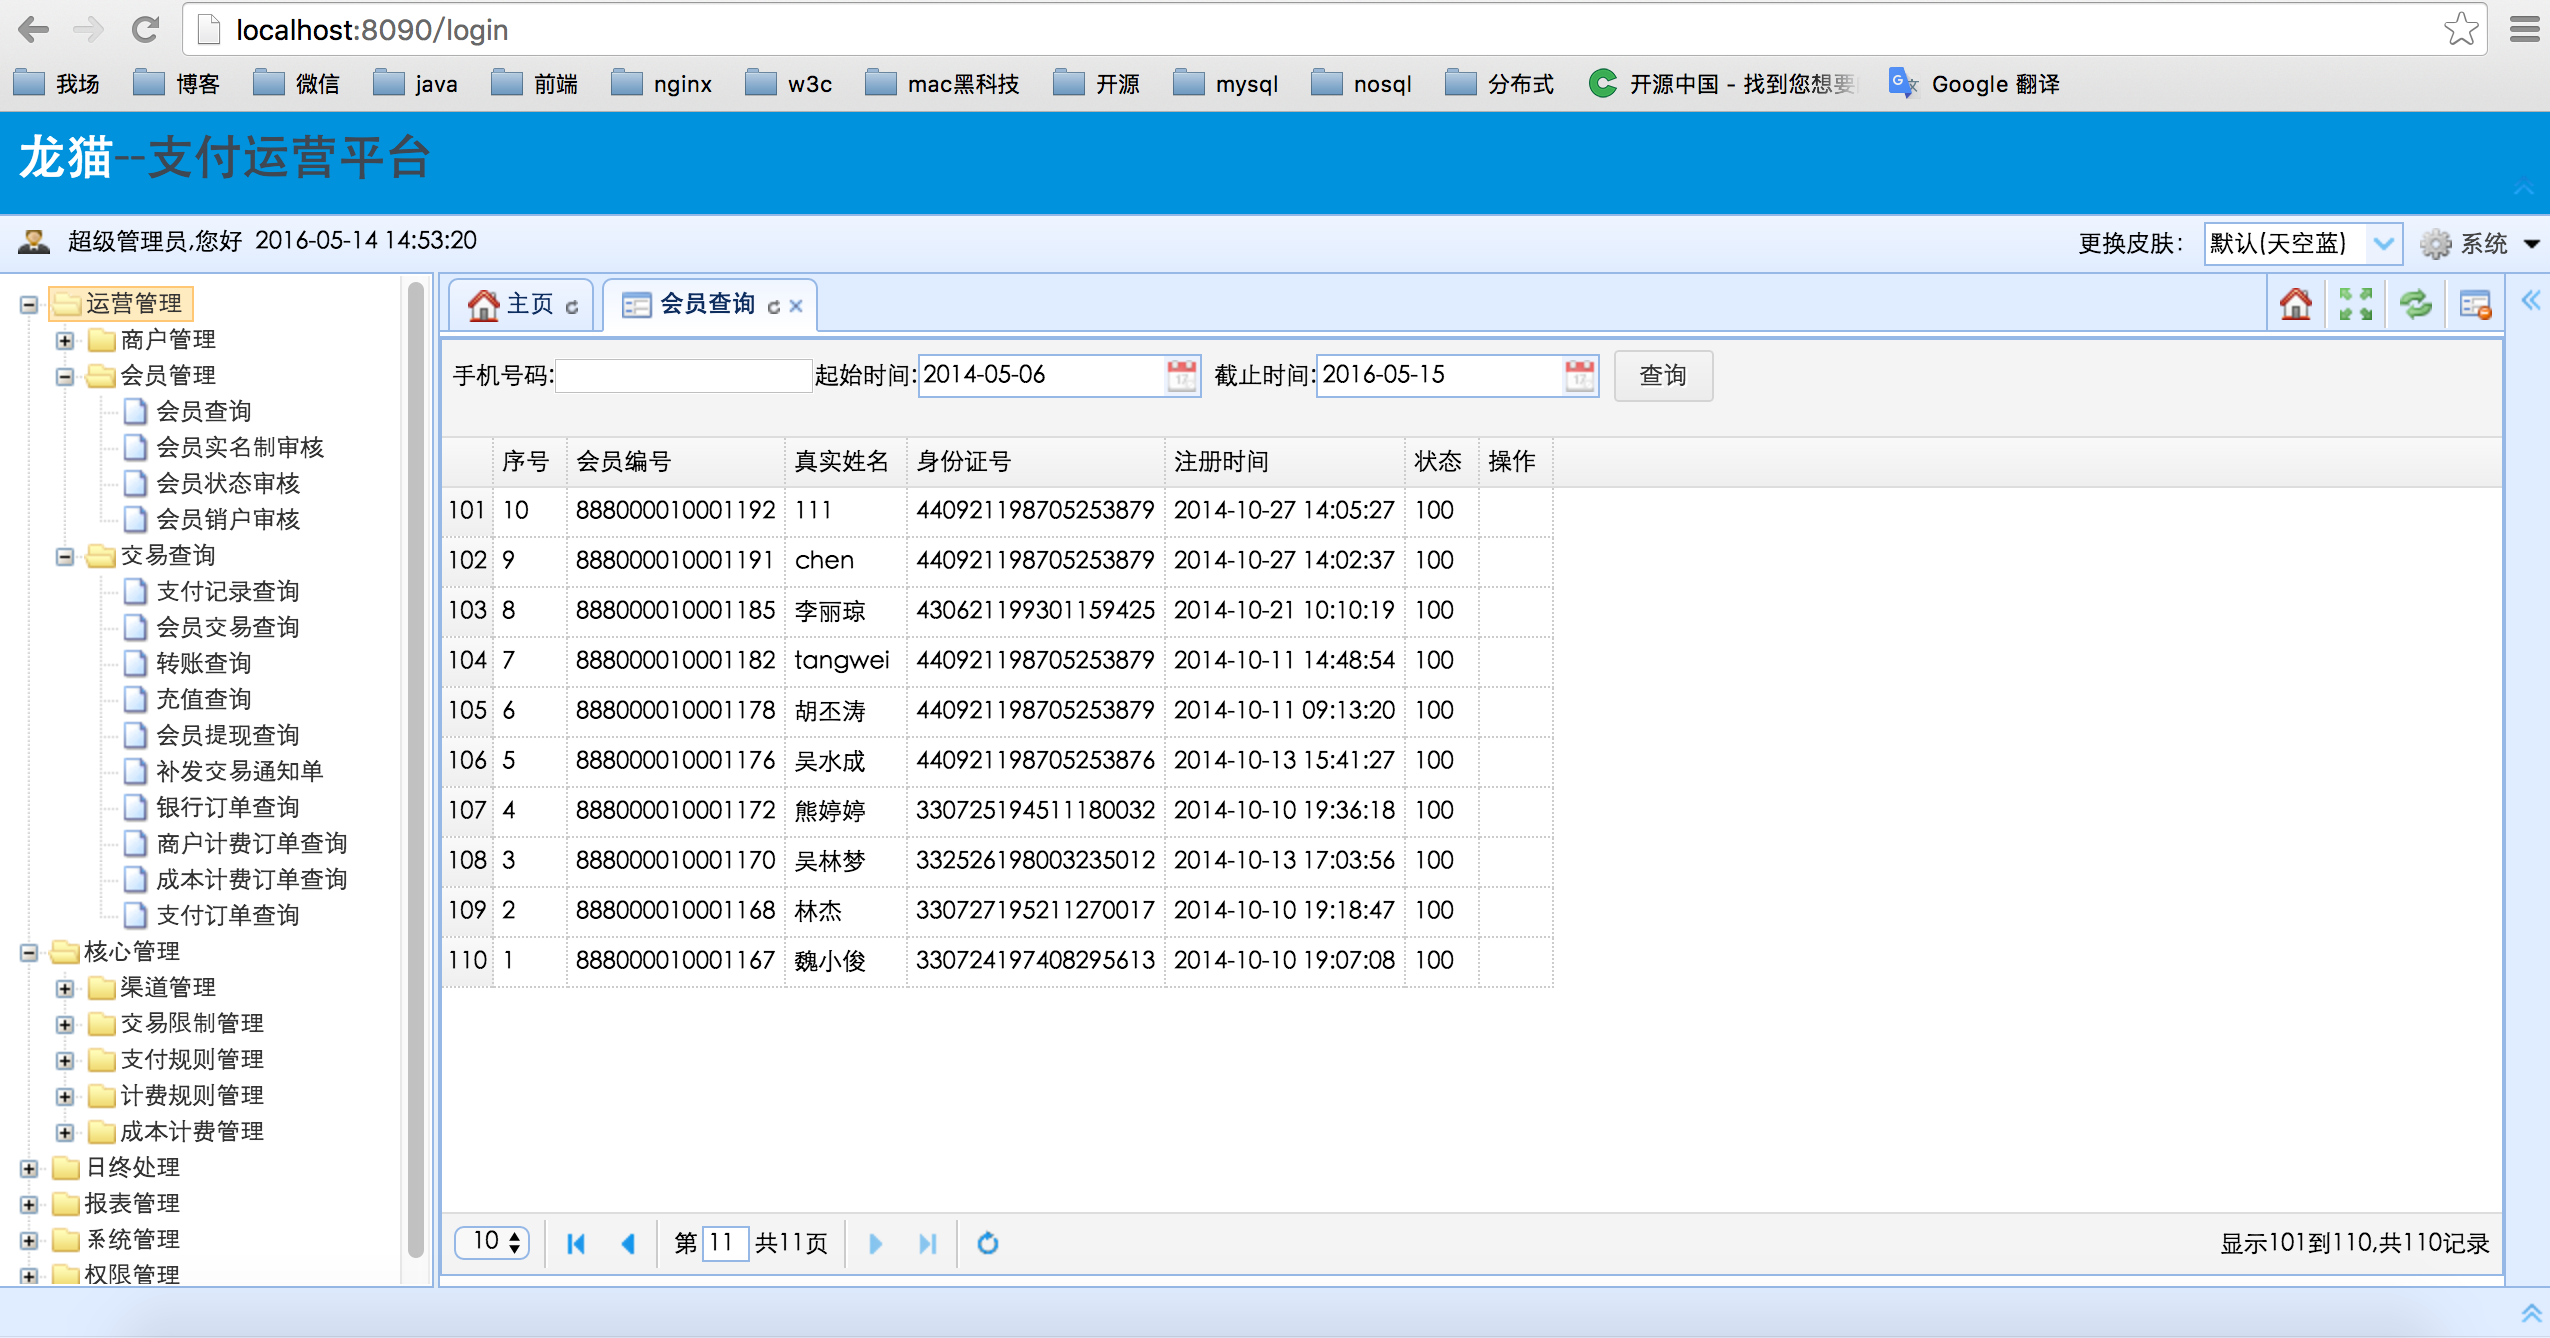 localhost:8090/login
我场 博客 微信 java 前端 nginx w3c mac黑科技 开源 mysql nosql 分布式 开源中国 - 找到您想要 Google 翻译
龙猫--支付运营平台
超级管理员,您好 2016-05-14 14:53:20 更换皮肤: 默认(天空蓝) 系统
运营管理
商户管理
会员管理
会员查询
会员实名制审核
会员状态审核
会员销户审核
交易查询
支付记录查询
会员交易查询
转账查询
充值查询
会员提现查询
补发交易通知单
银行订单查询
商户计费订单查询
成本计费订单查询
支付订单查询
核心管理
渠道管理
交易限制管理
支付规则管理
计费规则管理
成本计费管理
日终处理
报表管理
系统管理
权限管理
主页 会员查询
手机号码: 起始时间: 2014-05-06 截止时间: 2016-05-15 查询
序号 会员编号 真实姓名 身份证号 注册时间 状态 操作
101 10 888000010001192 111 440921198705253879 2014-10-27 14:05:27 100
102 9 888000010001191 chen 440921198705253879 2014-10-27 14:02:37 100
103 8 888000010001185 李丽琼 430621199301159425 2014-10-21 10:10:19 100
104 7 888000010001182 tangwei 440921198705253879 2014-10-11 14:48:54 100
105 6 888000010001178 胡丕涛 440921198705253879 2014-10-11 09:13:20 100
106 5 888000010001176 吴水成 440921198705253876 2014-10-13 15:41:27 100
107 4 888000010001172 熊婷婷 330725194511180032 2014-10-10 19:36:18 100
108 3 888000010001170 吴林梦 332526198003235012 2014-10-13 17:03:56 100
109 2 888000010001168 林杰 330727195211270017 2014-10-10 19:18:47 100
110 1 888000010001167 魏小俊 330724197408295613 2014-10-10 19:07:08 100
10 第 11 共11页 显示101到110,共110记录